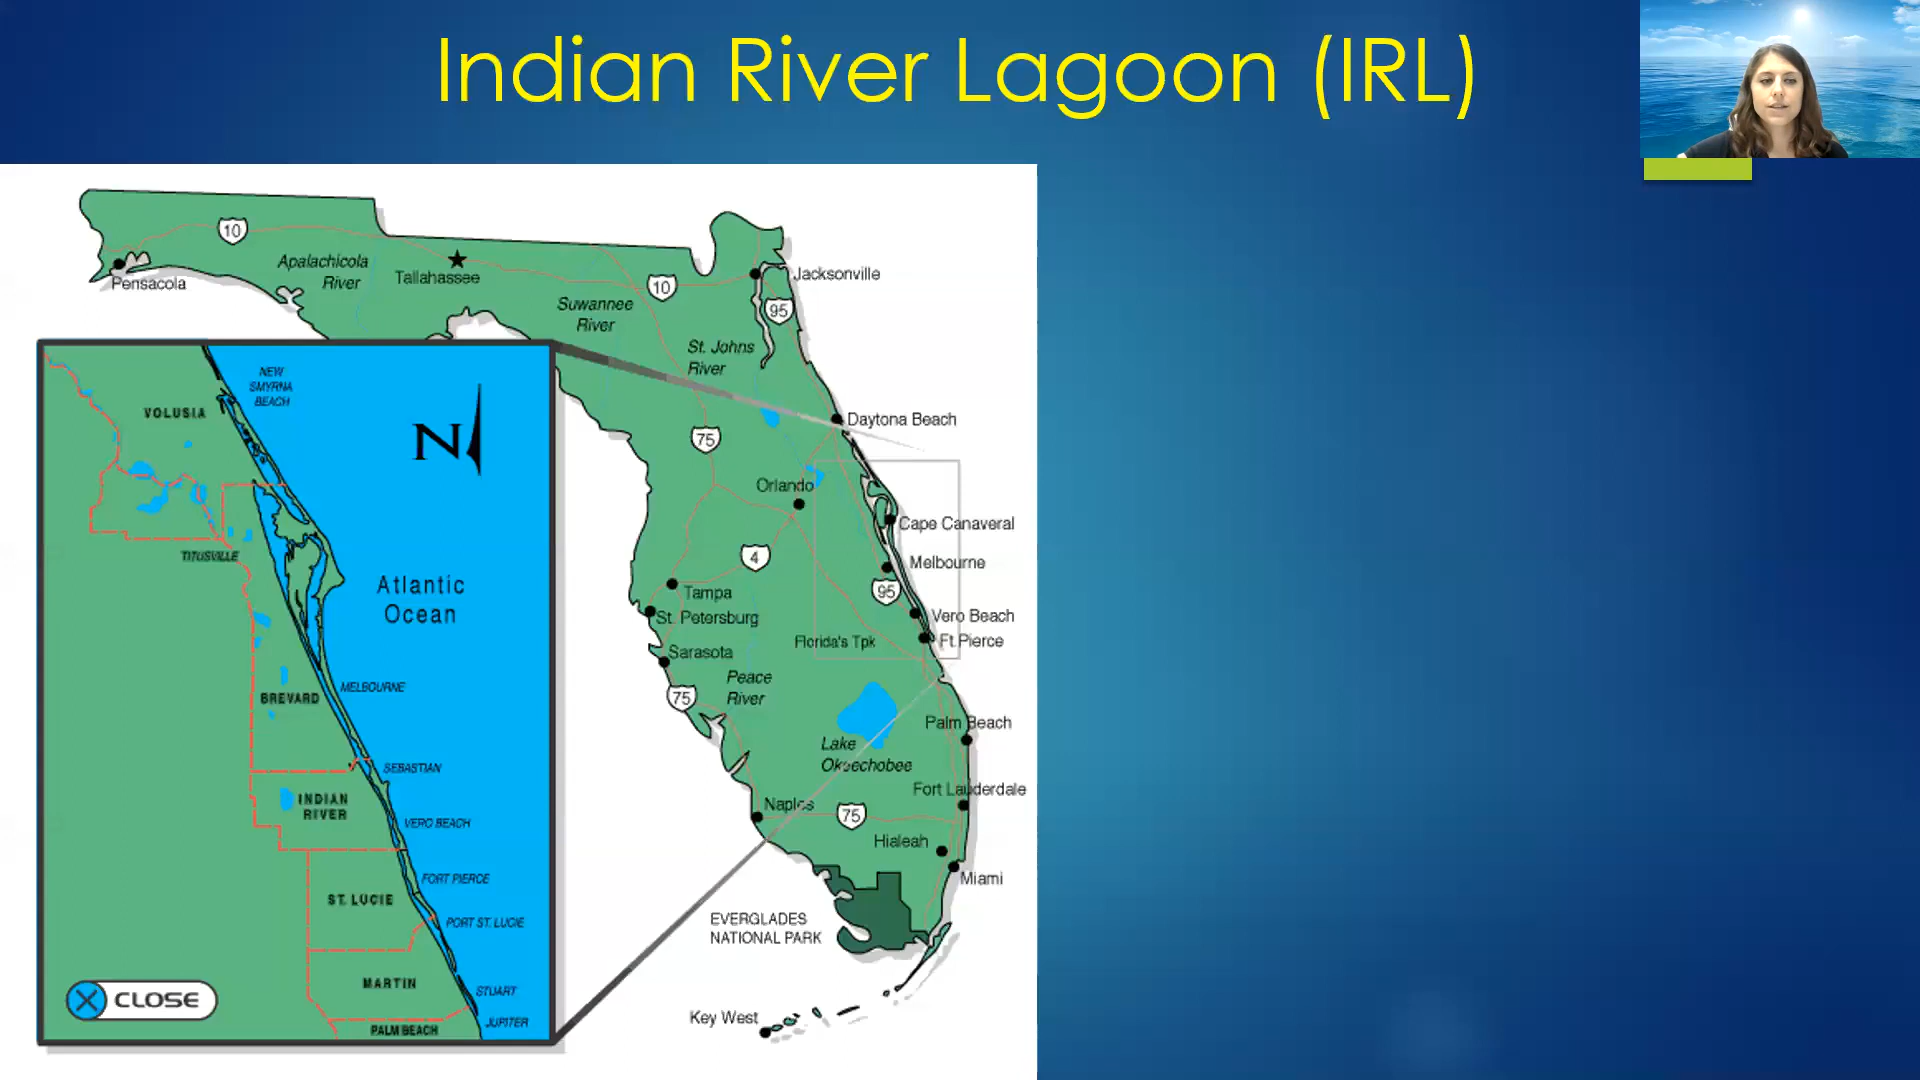 Indian River Lagoon (IRL)
10
Apalachicola
River
Tallahassee
Pensacola
Suwannee
River
10
Jacksonville
95
St. Johns
River
Daytona Beach
75
Orlando
Cape Canaveral
4
Melbourne
95
Tampa
St. Petersburg
Vero Beach
Florida's Tpk
Ft.Pierce
Sarasota
Peace
River
75
Palm Beach
Lake
Okeechobee
Fort Lauderdale
Naples
75
Hialeah
Miami
EVERGLADES
NATIONAL PARK
Key West
NEW
SMYRNA
BEACH
VOLUSIA
N
TITUSVILLE
Atlantic
Ocean
MELBOURNE
BREVARD
SEBASTIAN
INDIAN
RIVER
VERO BEACH
FORT PIERCE
ST. LUCIE
PORT ST. LUCIE
MARTIN
STUART
CLOSE
JUPITER
PALM BEACH